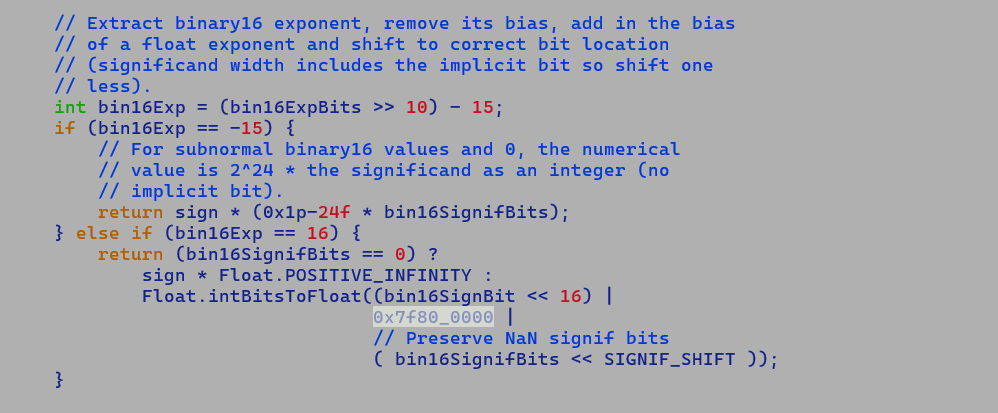 // Extract binary16 exponent, remove its bias, add in the bias
// of a float exponent and shift to correct bit location
// (significand width includes the implicit bit so shift one
// less).
int bin16Exp = (bin16ExpBits >> 10) - 15;
if (bin16Exp == -15) {
// For subnormal binary16 values and 0, the numerical
// value is 2^24 * the significand as an integer (no
// implicit bit).
return sign * (0x1p-24f * bin16SignifBits);
} else if (bin16Exp == 16) {
return (bin16SignifBits == 0) ?
sign * Float.POSITIVE_INFINITY :
Float.intBitsToFloat((bin16SignBit << 16) |
0x7f80_0000 |
// Preserve NaN signif bits
( bin16SignifBits << SIGNIF_SHIFT ));
}